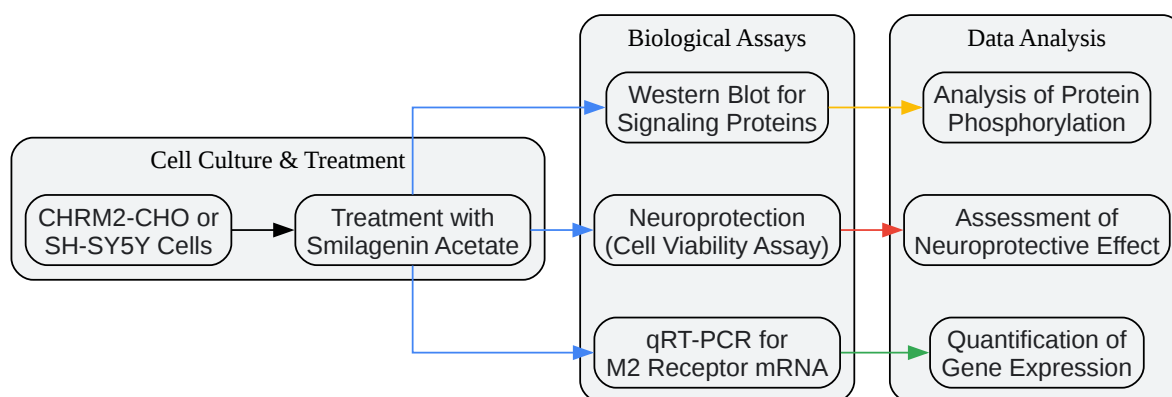 Cell Culture & Treatment
CHRM2-CHO or
SH-SY5Y Cells
Treatment with
Smilagenin Acetate
Biological Assays
Western Blot for
Signaling Proteins
Neuroprotection
(Cell Viability Assay)
qRT-PCR for
M2 Receptor mRNA
Data Analysis
Analysis of Protein
Phosphorylation
Assessment of
Neuroprotective Effect
Quantification of
Gene Expression